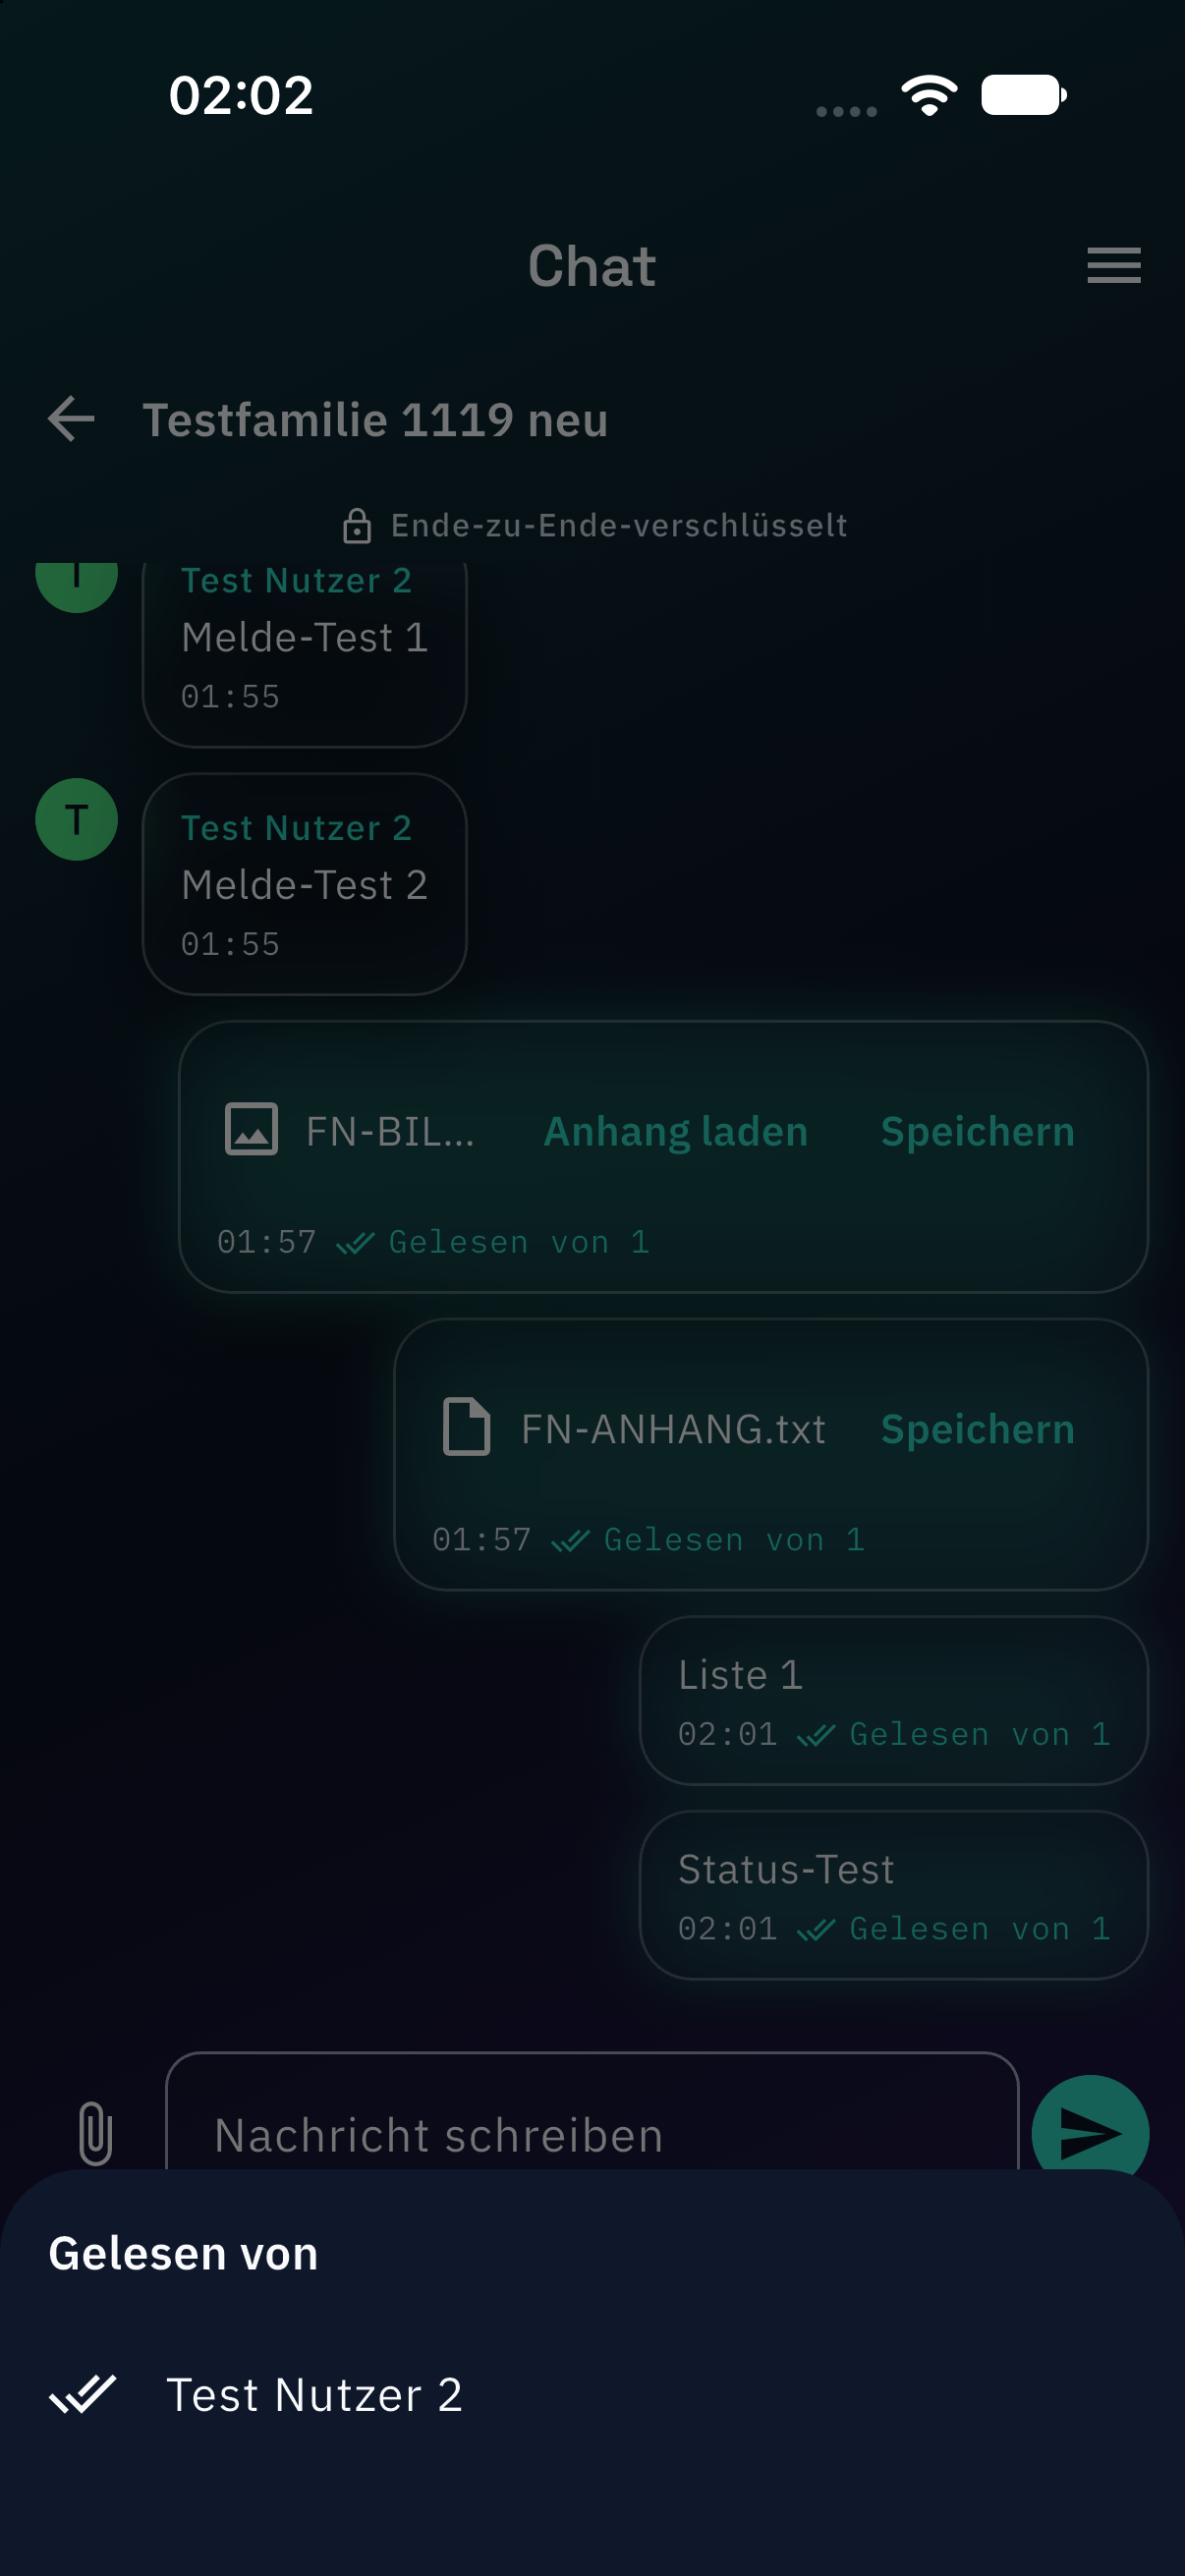 02:02
Chat
Testfamilie 1119 neu
Ende-zu-Ende-verschlüsselt
Test Nutzer 2
Melde-Test 1
01:55
T
Test Nutzer 2
Melde-Test 2
01:55
FN-BIL... Anhang laden Speichern
01:57 Gelesen von 1
FN-ANHANG.txt Speichern
01:57 Gelesen von 1
Liste 1
02:01 Gelesen von 1
Status-Test
02:01 Gelesen von 1
Nachricht schreiben
Gelesen von
Test Nutzer 2